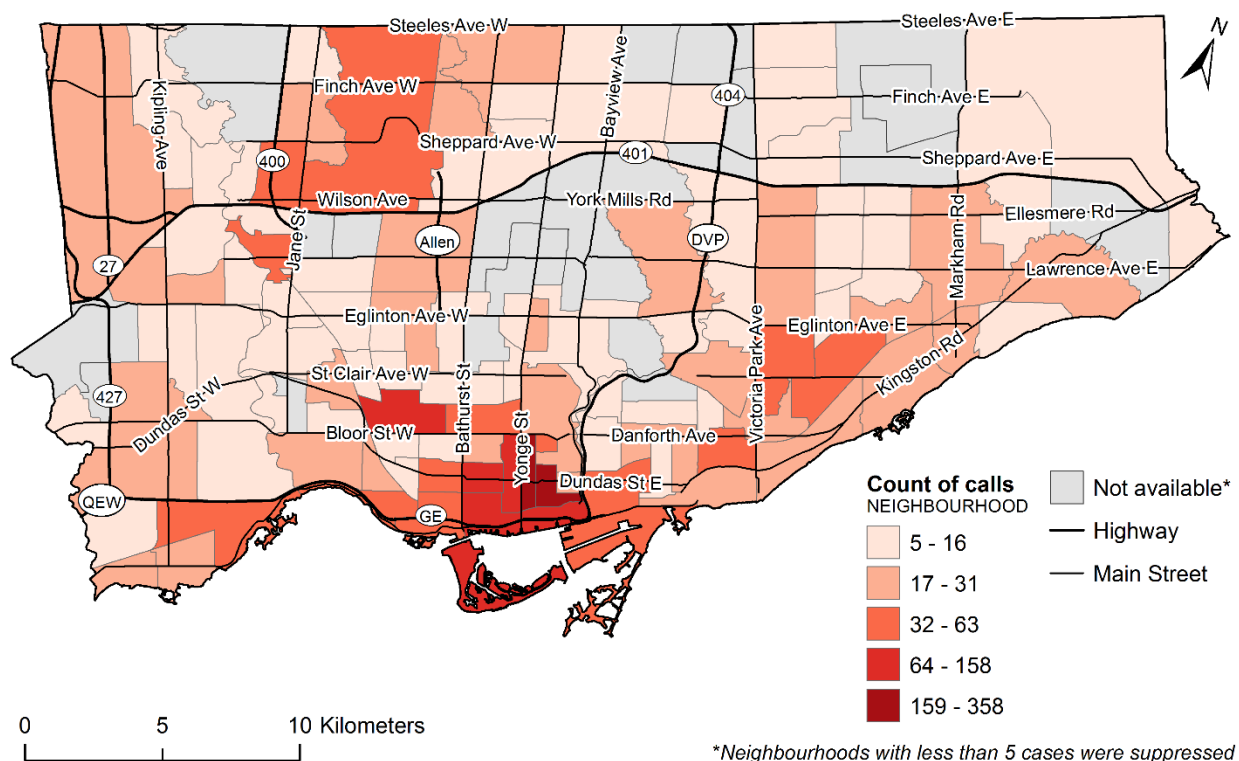 Steeles Ave W
Steeles Ave E
N
Kipling Ave
Finch Ave W
Bayview Ave
404
Finch Ave E
400
Sheppard Ave W
401
Sheppard Ave E
Wilson Ave
York Mills Rd
Ellesmere Rd
Jane St
Allen
DVP
Markham Rd
27
Lawrence Ave E
Eglinton Ave W
Victoria Park Ave
Eglinton Ave E
St Clair Ave W
Kingston Rd
427
Dundas St W
Bloor St W
Bathurst St
Yonge St
Danforth Ave
Dundas St E
QEW
GE
Count of calls
NEIGHBOURHOOD
5 - 16
17 - 31
32 - 63
64 - 158
159 - 358
Not available*
Highway
Main Street
0 5 10 Kilometers
*Neighbourhoods with less than 5 cases were suppressed